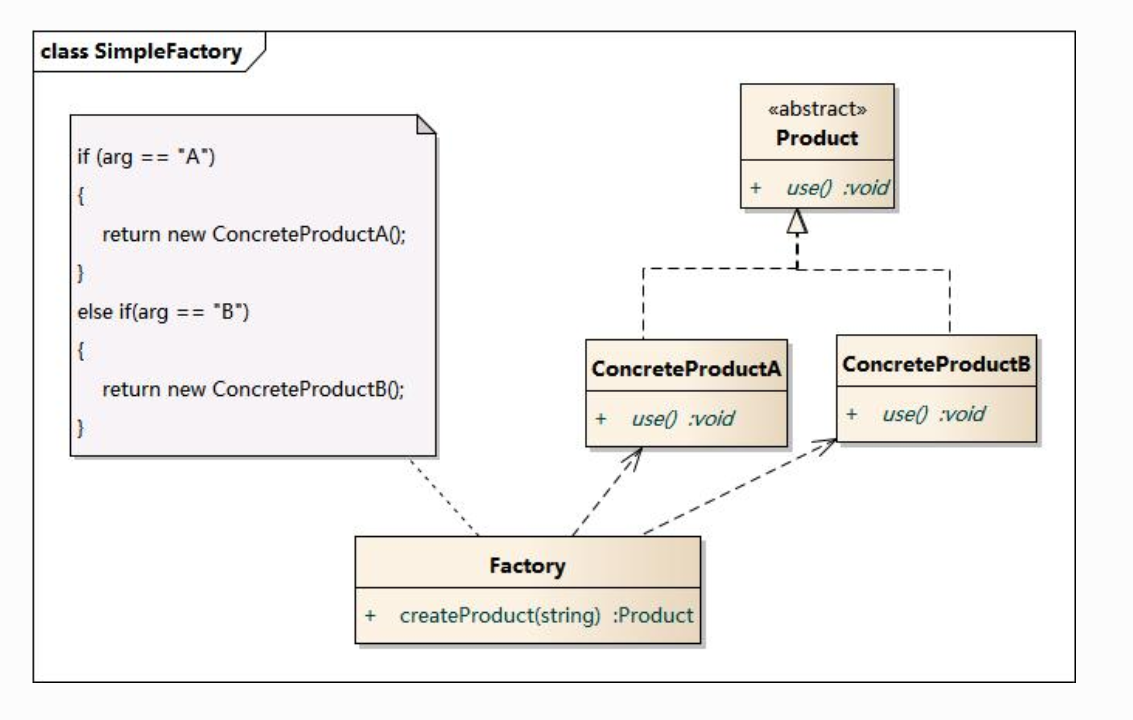 class SimpleFactory
if (arg == "A")
{
return new ConcreteProductA();
}
else if(arg == "B")
{
return new ConcreteProductB();
}
«abstract»
Product
+ use() :void
ConcreteProductA
+ use() :void
ConcreteProductB
+ use() :void
Factory
+ createProduct(string) :Product